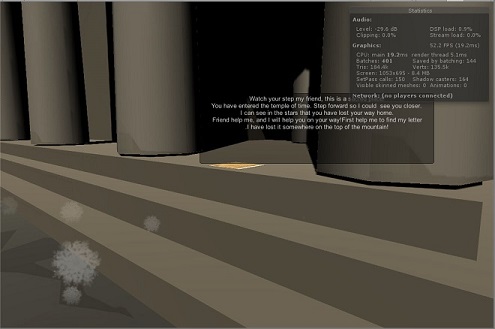 Statistics
Audio:
Level: -29.6 dB DSP load: 0.9%
Clipping: 0.0% Stream load: 0.0%
Graphics: 52.2 FPS (19.2ms)
CPU: main 19.2ms render thread 9.1ms
Batches: 401 Saved by batching: 144
Tris: 184.4k Verts: 135.0k
Screen: 1053x695 - 8.4 MB
SetPass calls: 150 Shadow casters: 164
Visible skinned meshes: 0 Animations: 0
Network: (no players connected)
Watch your step my friend, this is a
You have entered the temple of time. Step forward so I could see you closer.
I can see in the stars that you have lost your way home.
Friend help me, and I will help you on your way!First help me to find my letter
.I have lost it somewhere on the top of the mountain!